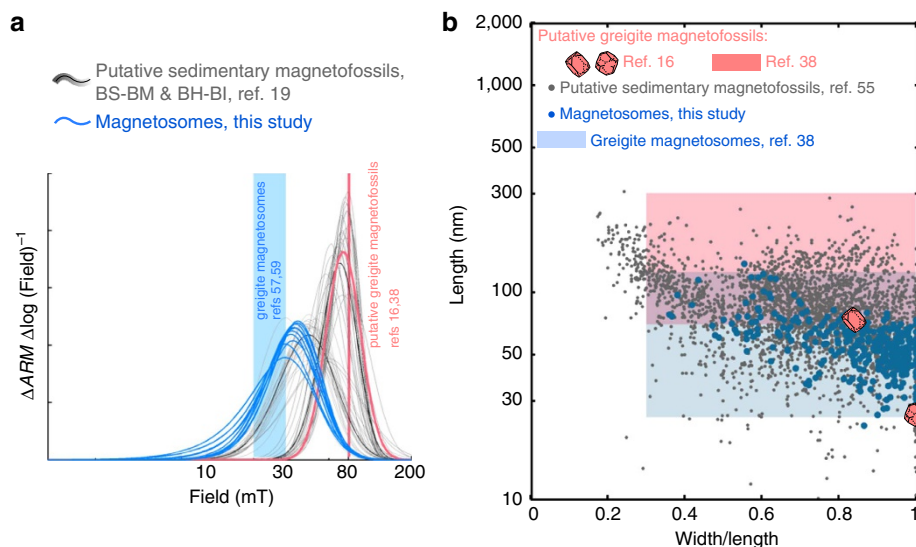 a
Putative sedimentary magnetofossils,
BS-BM & BH-BI, ref. 19
Magnetosomes, this study
greigite magnetosomes
refs 57,59
putative greigite magnetofossils
refs 16,38
ΔARM Δlog (Field)⁻¹
10
30
80
200
Field (mT)
b
2,000
1,000
500
300
100
50
30
10
Length (nm)
Putative greigite magnetofossils:
Ref. 16
Ref. 38
Putative sedimentary magnetofossils, ref. 55
Magnetosomes, this study
Greigite magnetosomes, ref. 38
0
0.2
0.4
0.6
0.8
1
Width/length